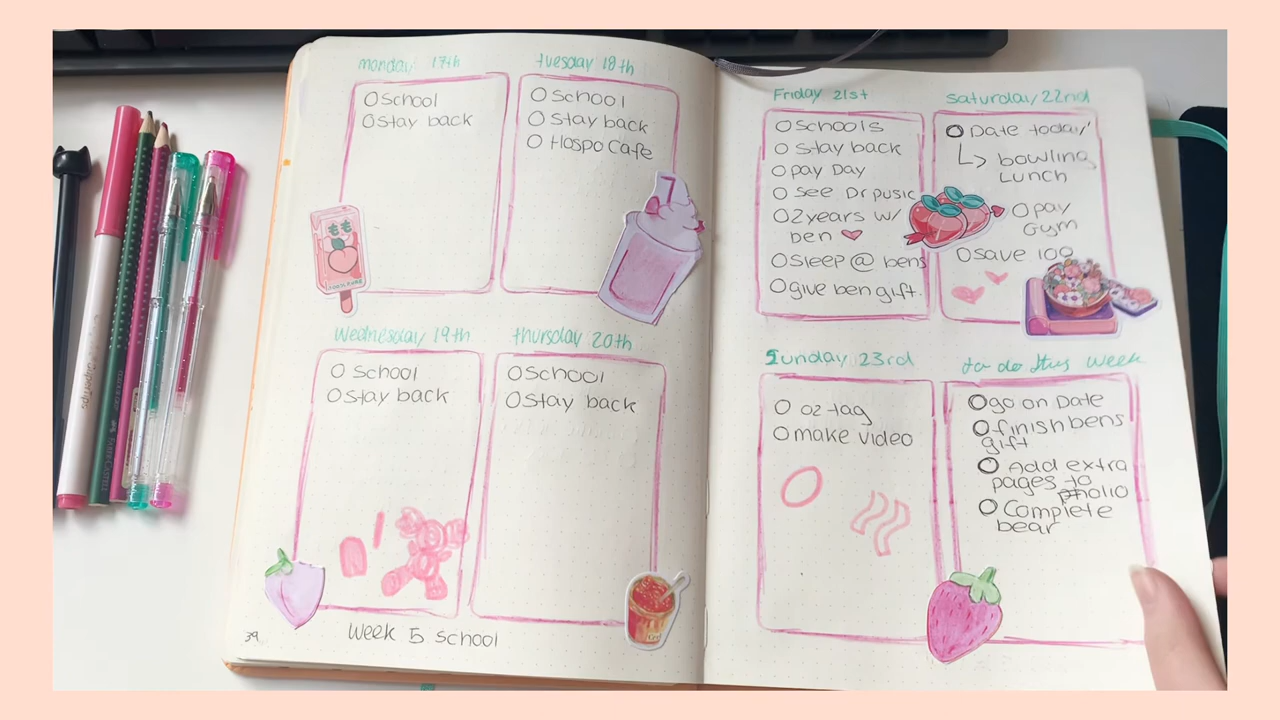 monday 17th
O School
O Stay back
tuesday 18th
O School
O Stay back
O Hospo Cafe
Wednesday 19th
O School
O Stay back
thursday 20th
O School
O Stay back
39
Week 5 School
Friday 21st
O Schools
O Stay back
O pay Day
O See Dr pusic
O 2 years w/
ben ♥
O Sleep @ bens
O give ben gift.
Saturday 22nd
O Date today!
↳ bowling
Lunch
O pay
Gym
O Save 100
Sunday 23rd
O oz tag
O make video
to do this week
O go on Date
O finish bens
gift
O Add extra
pages to
pholio
O Complete
bear